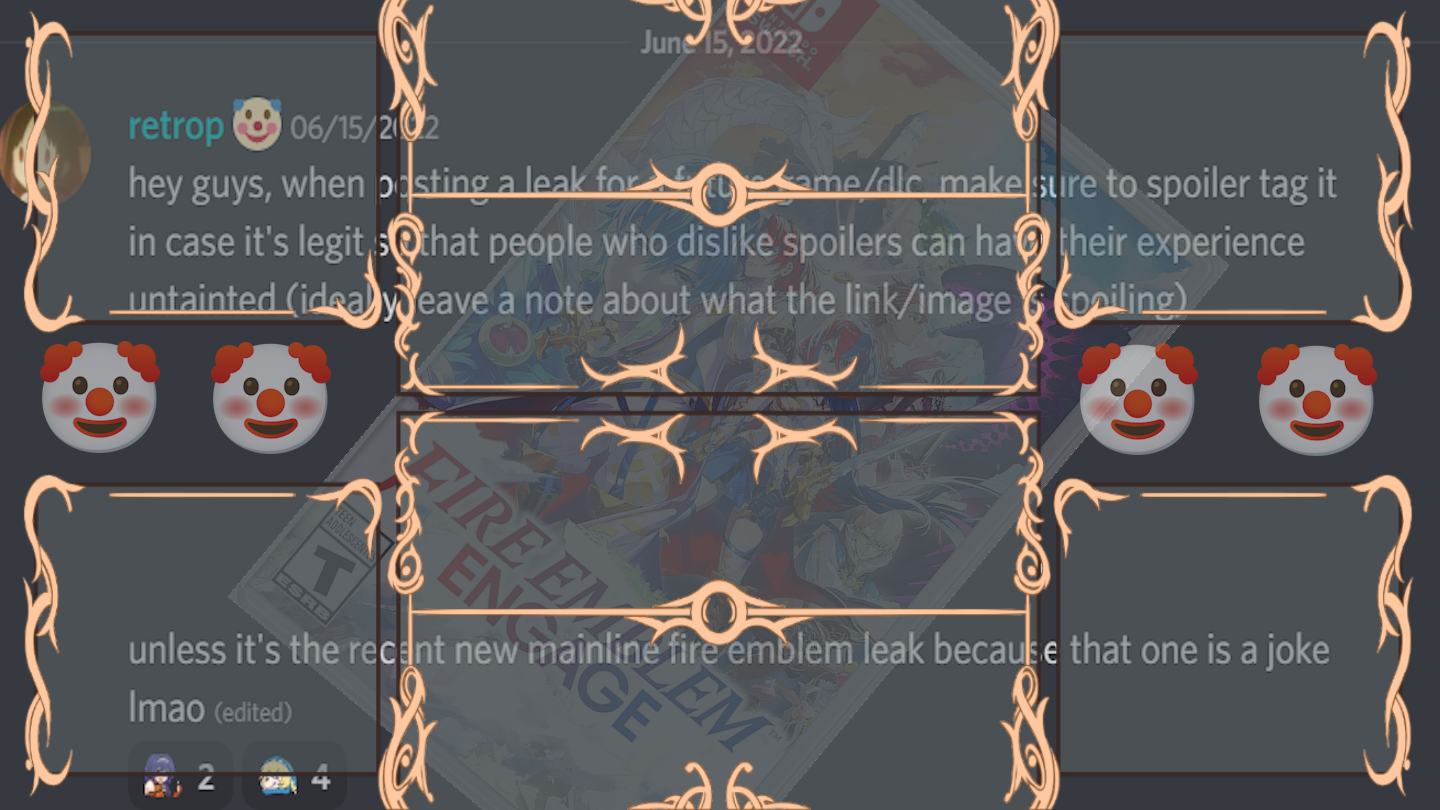 June 15, 2022
retrop 06/15/2022
hey guys, when posting a leak for a future game/dlc, make sure to spoiler tag it
in case it's legit so that people who dislike spoilers can have their experience
untainted (ideally leave a note about what the link/image is spoiling)
TEEN
ADOLESCENTS
T
ESRB
FIRE EMBLEM
ENGAGE
unless it's the recent new mainline fire emblem leak because that one is a joke
lmao (edited)
2 4